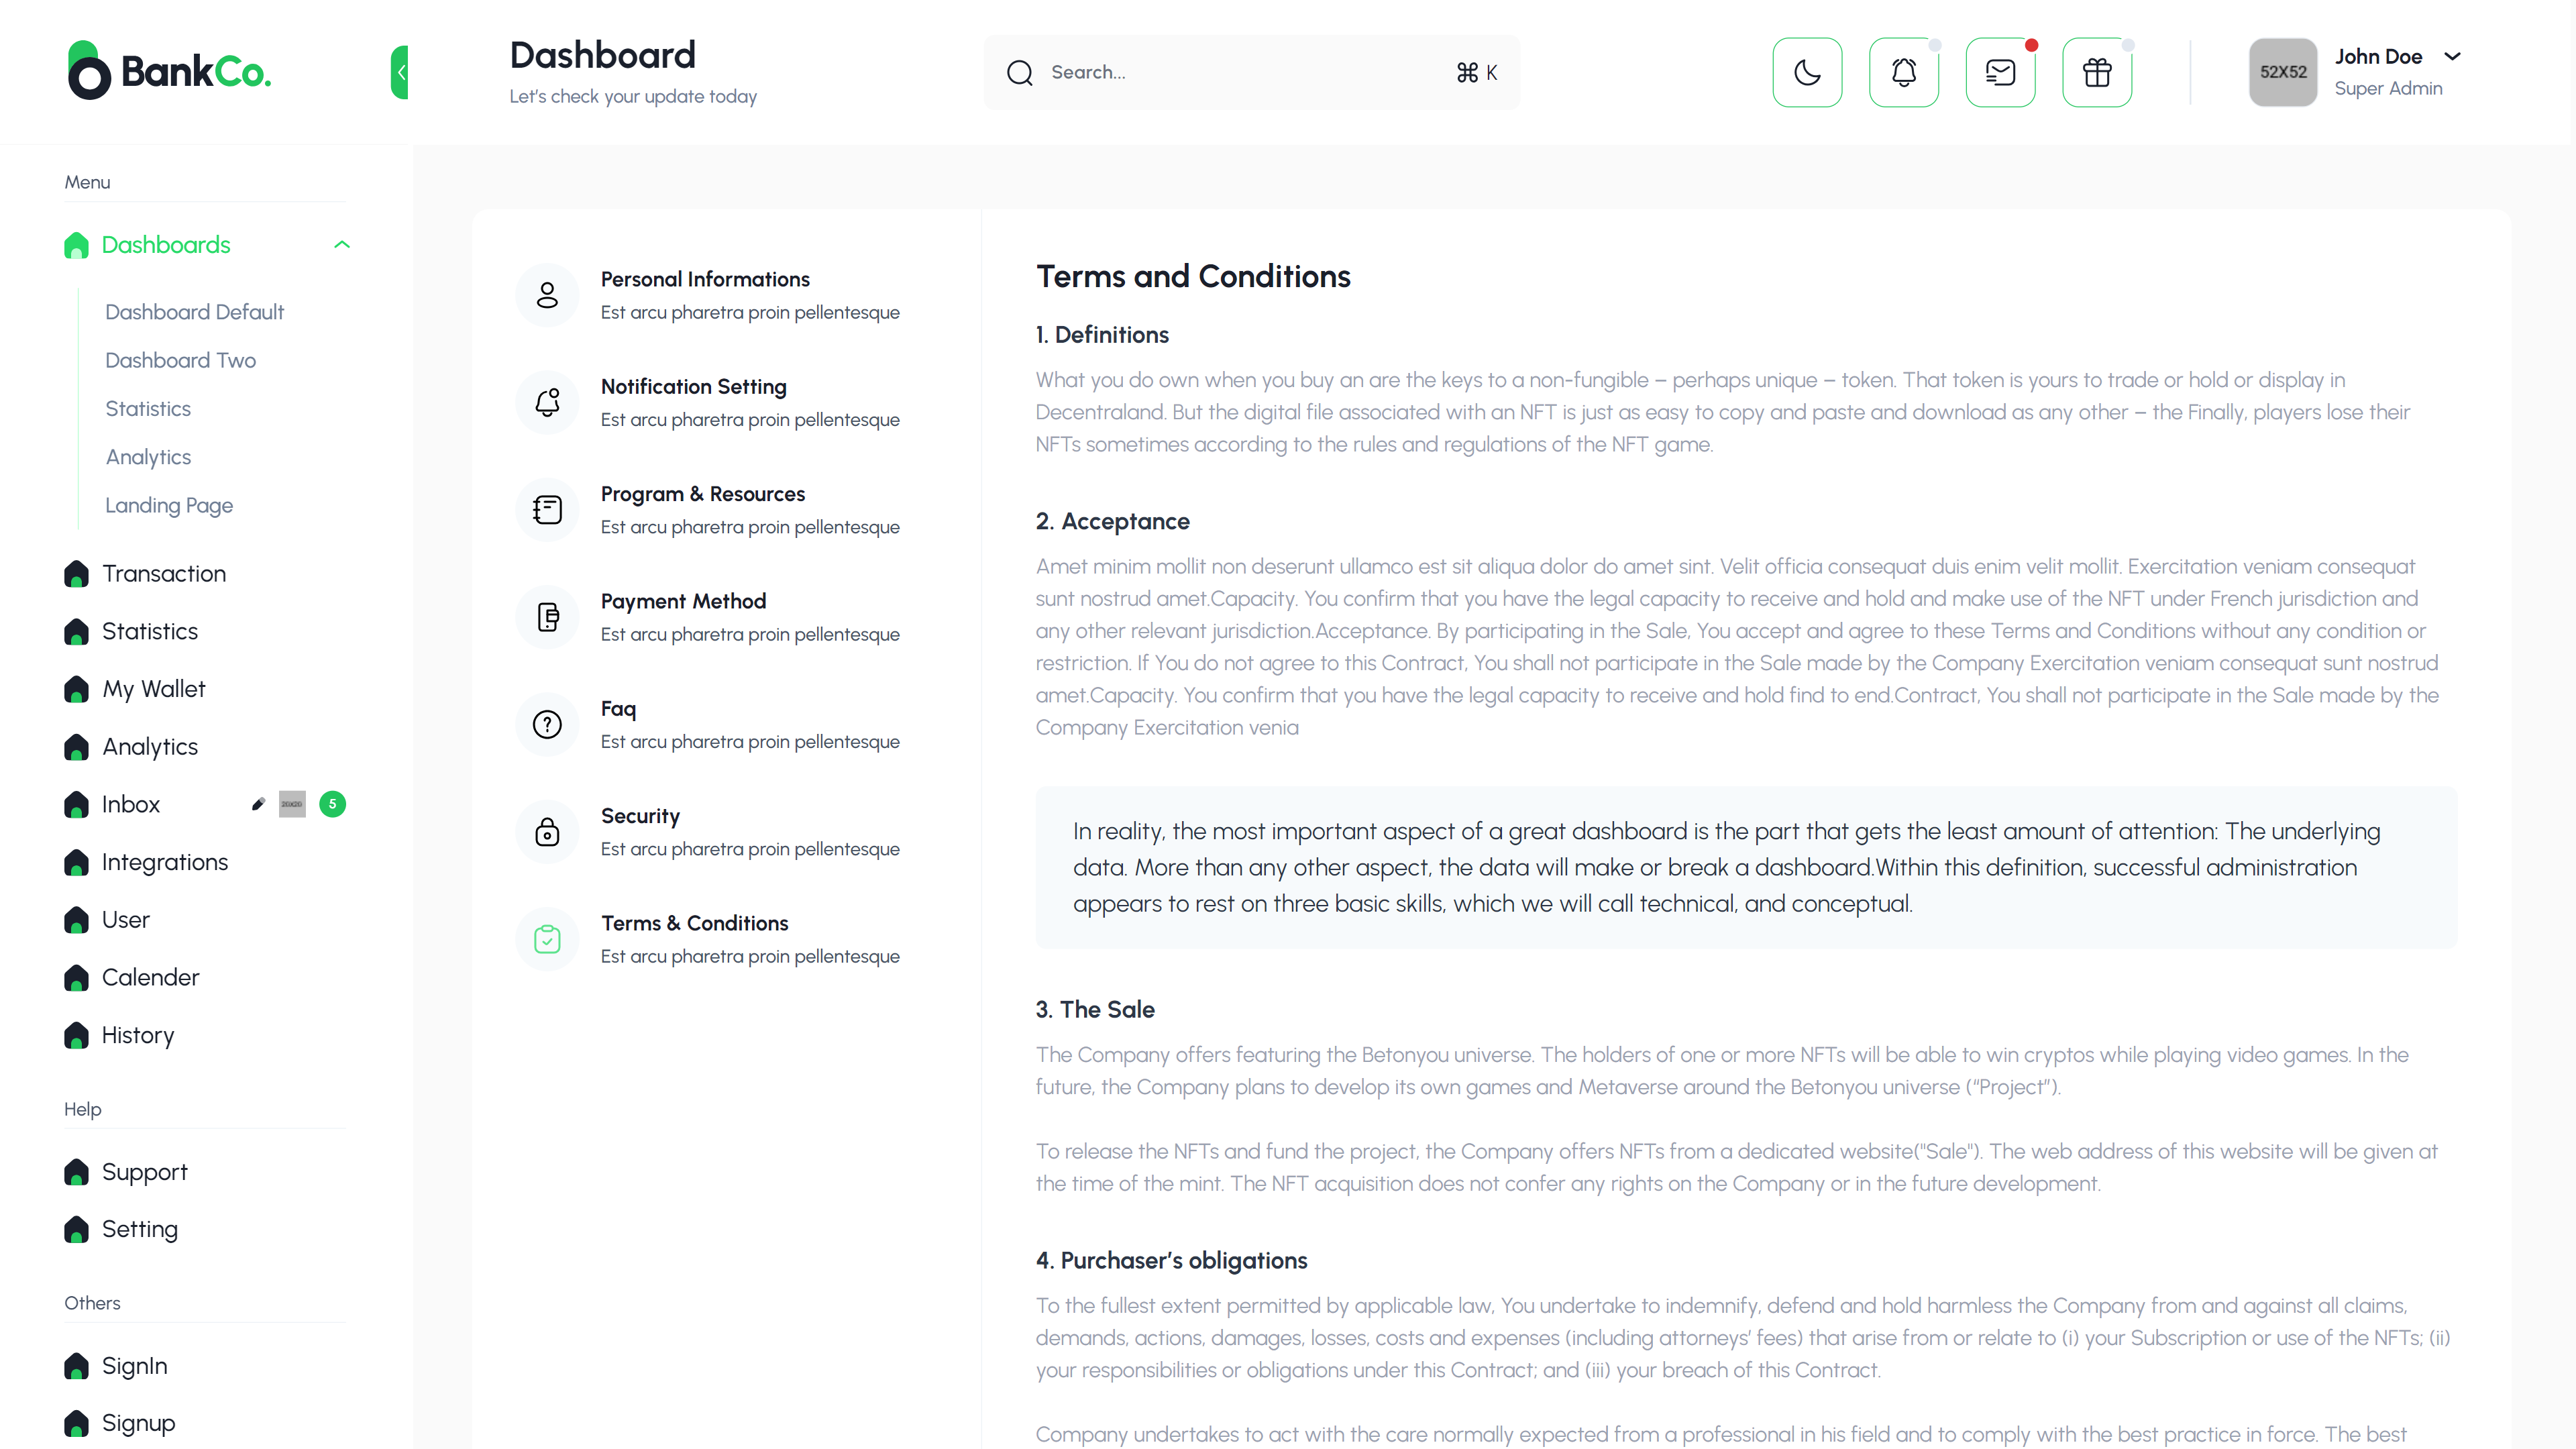 BankCo.
Dashboard
Let's check your update today
Search...
⌘ K
52X52
John Doe
Super Admin
Menu
Dashboards
Dashboard Default
Dashboard Two
Statistics
Analytics
Landing Page
Transaction
Statistics
My Wallet
Analytics
Inbox
20X20
5
Integrations
User
Calender
History
Help
Support
Setting
Others
SignIn
Signup
Personal Informations
Est arcu pharetra proin pellentesque
Notification Setting
Est arcu pharetra proin pellentesque
Program & Resources
Est arcu pharetra proin pellentesque
Payment Method
Est arcu pharetra proin pellentesque
Faq
Est arcu pharetra proin pellentesque
Security
Est arcu pharetra proin pellentesque
Terms & Conditions
Est arcu pharetra proin pellentesque
Terms and Conditions
1. Definitions
What you do own when you buy an are the keys to a non-fungible – perhaps unique – token. That token is yours to trade or hold or display in
Decentraland. But the digital file associated with an NFT is just as easy to copy and paste and download as any other – the Finally, players lose their
NFTs sometimes according to the rules and regulations of the NFT game.
2. Acceptance
Amet minim mollit non deserunt ullamco est sit aliqua dolor do amet sint. Velit officia consequat duis enim velit mollit. Exercitation veniam consequat
sunt nostrud amet.Capacity. You confirm that you have the legal capacity to receive and hold and make use of the NFT under French jurisdiction and
any other relevant jurisdiction.Acceptance. By participating in the Sale, You accept and agree to these Terms and Conditions without any condition or
restriction. If You do not agree to this Contract, You shall not participate in the Sale made by the Company Exercitation veniam consequat sunt nostrud
amet.Capacity. You confirm that you have the legal capacity to receive and hold find to end.Contract, You shall not participate in the Sale made by the
Company Exercitation venia
In reality, the most important aspect of a great dashboard is the part that gets the least amount of attention: The underlying
data. More than any other aspect, the data will make or break a dashboard.Within this definition, successful administration
appears to rest on three basic skills, which we will call technical, and conceptual.
3. The Sale
The Company offers featuring the Betonyou universe. The holders of one or more NFTs will be able to win cryptos while playing video games. In the
future, the Company plans to develop its own games and Metaverse around the Betonyou universe (“Project”).
To release the NFTs and fund the project, the Company offers NFTs from a dedicated website("Sale"). The web address of this website will be given at
the time of the mint. The NFT acquisition does not confer any rights on the Company or in the future development.
4. Purchaser’s obligations
To the fullest extent permitted by applicable law, You undertake to indemnify, defend and hold harmless the Company from and against all claims,
demands, actions, damages, losses, costs and expenses (including attorneys’ fees) that arise from or relate to (i) your Subscription or use of the NFTs; (ii)
your responsibilities or obligations under this Contract; and (iii) your breach of this Contract.
Company undertakes to act with the care normally expected from a professional in his field and to comply with the best practice in force. The best